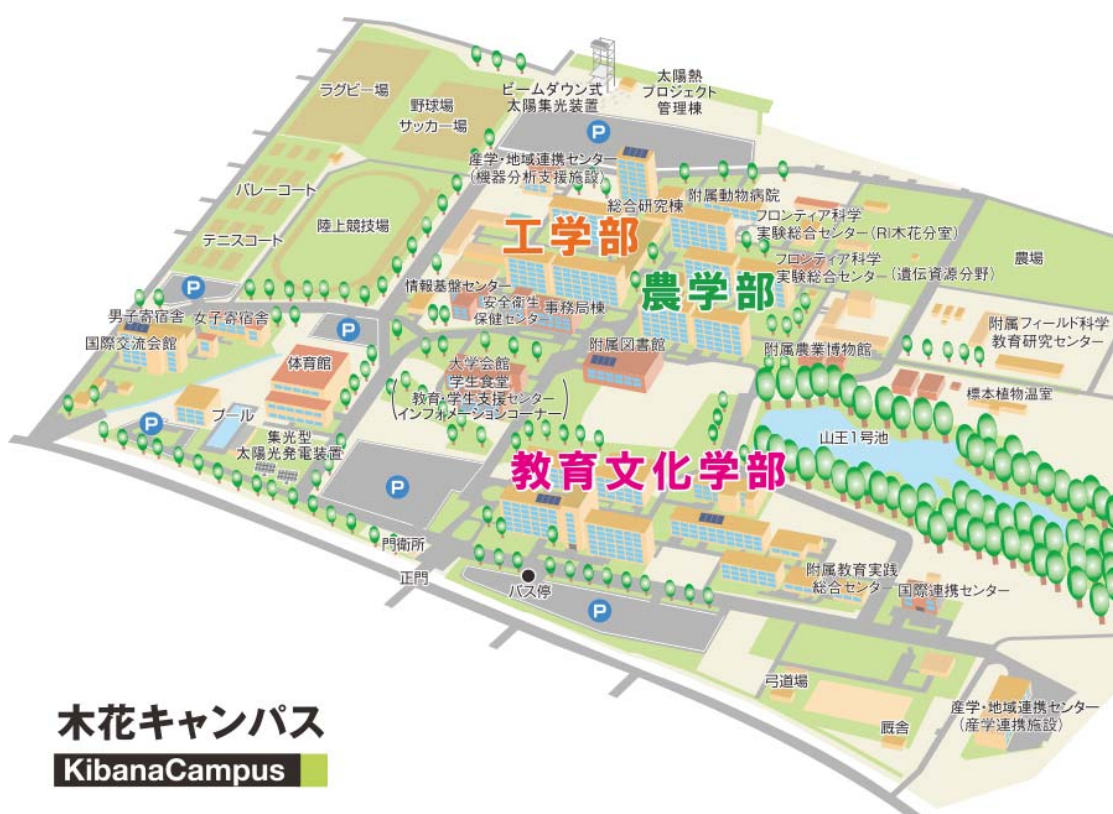 ラグビー場
野球場
サッカー場
ビームダウン式
太陽集光装置
太陽熱
プロジェクト
管理棟
P
産学・地域連携センター
(機器分析支援施設)
バレーコート
テニスコート
陸上競技場
総合研究棟
附属動物病院
工学部
フロンティア科学
実験総合センター(RI木花分室)
フロンティア科学
実験総合センター(遺伝資源分野)
農場
農学部
情報基盤センター
安全衛生
保健センター
事務局棟
P
男子寄宿舎
女子寄宿舎
P
国際交流会館
体育館
附属図書館
附属農業博物館
附属フィールド科学
教育研究センター
標本植物温室
大学会館
学生食堂
(教育・学生支援センター
インフォメーションコーナー)
P
プール
集光型
太陽光発電装置
山王1号池
教育文化学部
P
門衛所
正門
バス停
P
附属教育実践
総合センター
国際連携センター
弓道場
厩舎
産学・地域連携センター
(産学連携施設)
木花キャンパス
KibanaCampus